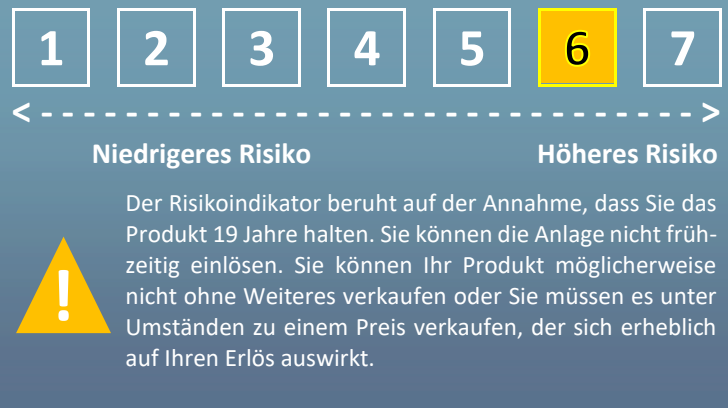 1 2 3 4 5 6 7
< - - - - - - - - - - - - - - - - - - - - - - - - - - - - - - - >
Niedrigeres Risiko Höheres Risiko
Der Risikoindikator beruht auf der Annahme, dass Sie das
Produkt 19 Jahre halten. Sie können die Anlage nicht früh-
zeitig einlösen. Sie können Ihr Produkt möglicherweise
nicht ohne Weiteres verkaufen oder Sie müssen es unter
Umständen zu einem Preis verkaufen, der sich erheblich
auf Ihren Erlös auswirkt.
!